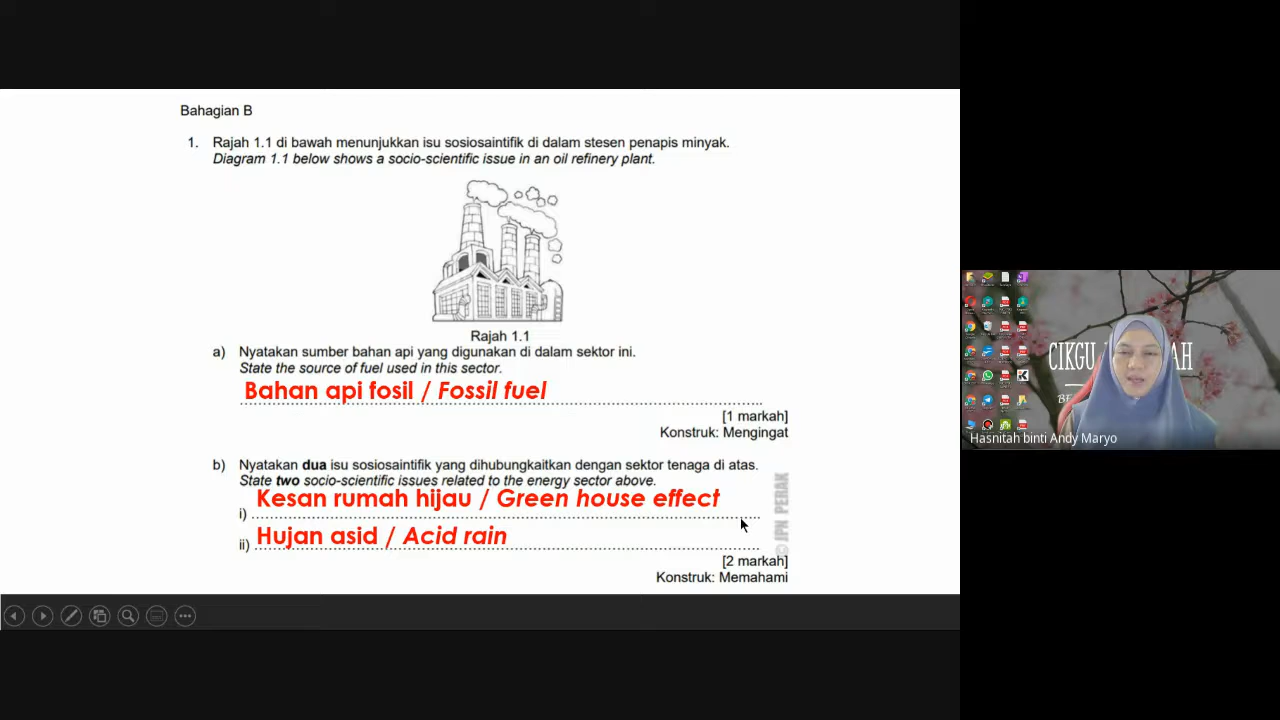 Bahagian B
1. Rajah 1.1 di bawah menunjukkan isu sosiosaintifik di dalam stesen penapis minyak.
Diagram 1.1 below shows a socio-scientific issue in an oil refinery plant.
Rajah 1.1
a) Nyatakan sumber bahan api yang digunakan di dalam sektor ini.
State the source of fuel used in this sector.
Bahan api fosil / Fossil fuel
[1 markah]
Konstruk: Mengingat
b) Nyatakan dua isu sosiosaintifik yang dihubungkaitkan dengan sektor tenaga di atas.
State two socio-scientific issues related to the energy sector above.
i) Kesan rumah hijau / Green house effect
ii) Hujan asid / Acid rain
[2 markah]
Konstruk: Memahami
© JPN PERAK
CIKGU
Hasnitah binti Andy Maryo